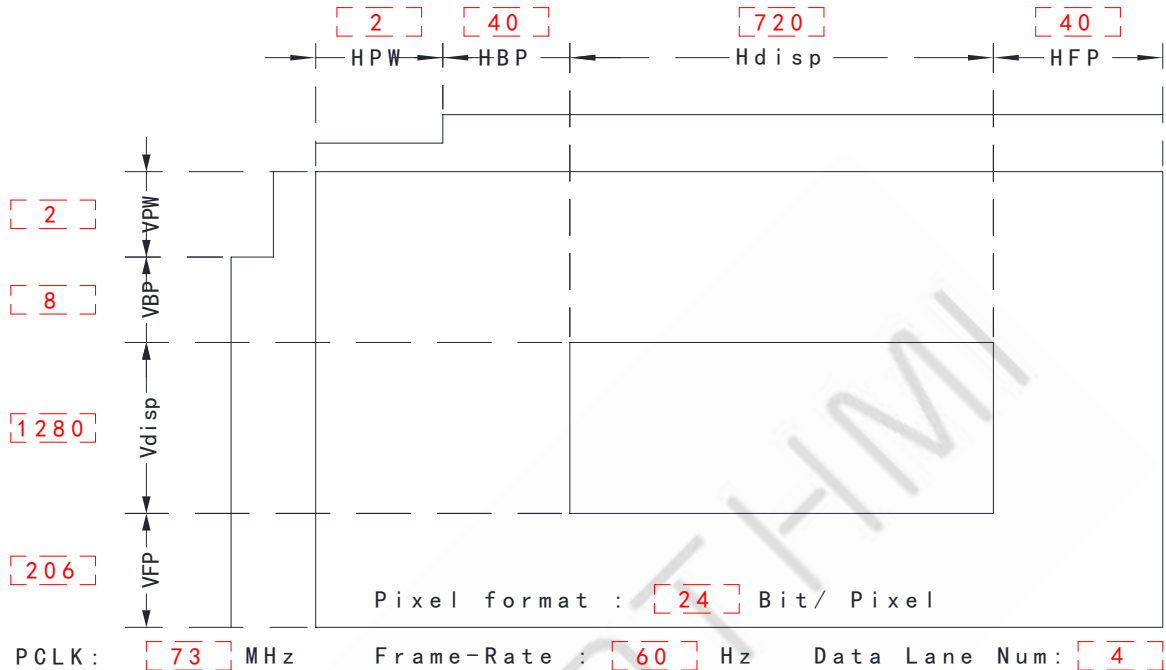 2 40 720 40
HPW HBP Hdisp HFP
2
VPW
8
VBP
1280
Vdisp
206
VFP
Pixel format : 24 Bit/ Pixel
PCLK: 73 MHz Frame-Rate : 60 Hz Data Lane Num: 4
THMI